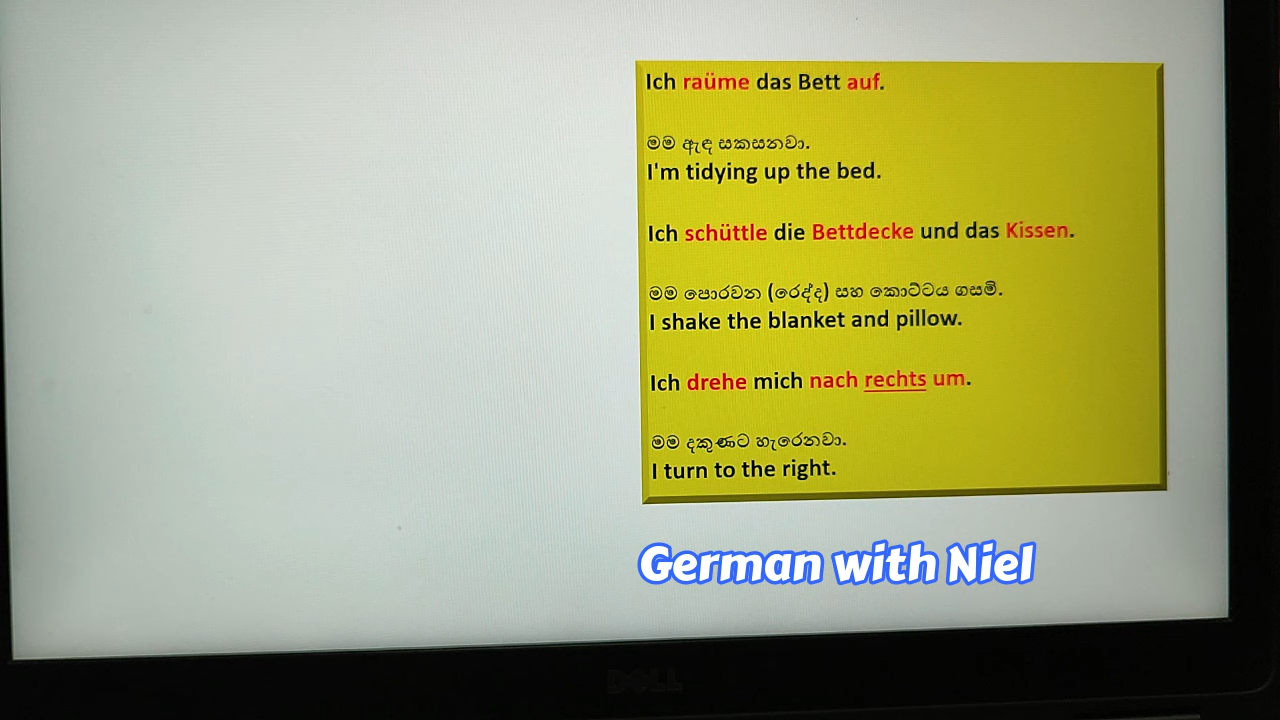 Ich raüme das Bett auf.
මම ඇඳ සකසනවා.
I'm tidying up the bed.
Ich schüttle die Bettdecke und das Kissen.
මම පොරවන (රෙද්ද) සහ කොට්ටය ගසමි.
I shake the blanket and pillow.
Ich drehe mich nach rechts um.
මම දකුණට හැරෙනවා.
I turn to the right.
German with Niel
DELL